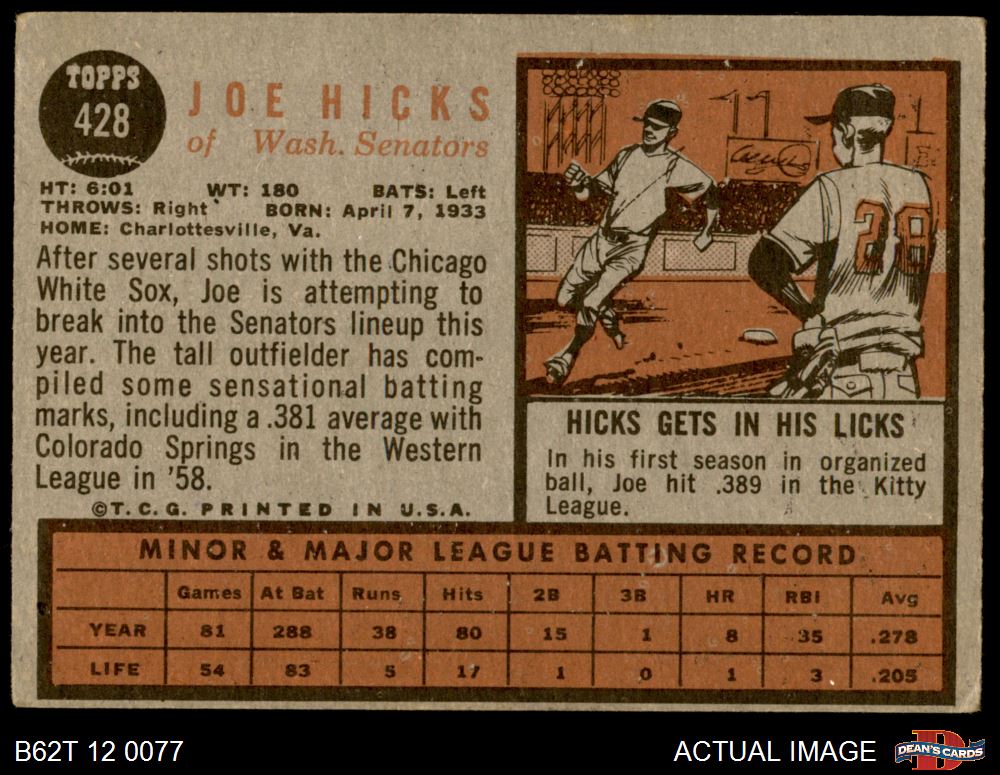 TOPPS
428
JOE HICKS
of Wash. Senators
HT: 6:01 WT: 180 BATS: Left
THROWS: Right BORN: April 7, 1933
HOME: Charlottesville, Va.
After several shots with the Chicago
White Sox, Joe is attempting to
break into the Senators lineup this
year. The tall outfielder has com-
piled some sensational batting
marks, including a .381 average with
Colorado Springs in the Western
League in '58.
©T.C.G. PRINTED IN U.S.A.
28
HICKS GETS IN HIS LICKS
In his first season in organized
ball, Joe hit .389 in the Kitty
League.
MINOR & MAJOR LEAGUE BATTING RECORD
Games At Bat Runs Hits 2B 3B HR RBI Avg
YEAR 81 288 38 80 15 1 8 35 .278
LIFE 54 83 5 17 1 0 1 3 .205
B62T 12 0077
ACTUAL IMAGE
DEAN'S CARDS